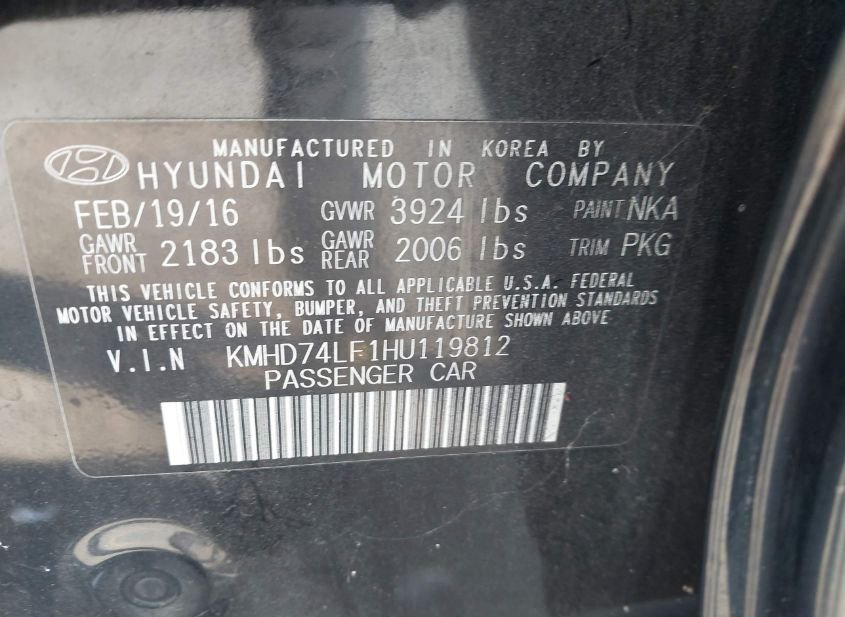 MANUFACTURED IN KOREA BY
HYUNDAI MOTOR COMPANY
FEB/19/16 GVWR 3924 lbs PAINT NKA
GAWR FRONT 2183 lbs GAWR REAR 2006 lbs TRIM PKG
THIS VEHICLE CONFORMS TO ALL APPLICABLE U.S.A. FEDERAL
MOTOR VEHICLE SAFETY, BUMPER, AND THEFT PREVENTION STANDARDS
IN EFFECT ON THE DATE OF MANUFACTURE SHOWN ABOVE
V.I.N KMHD74LF1HU119812
PASSENGER CAR